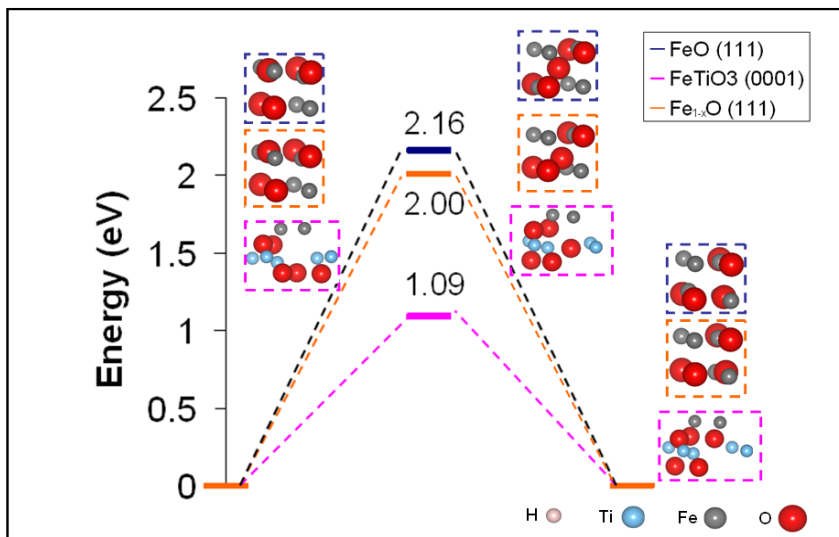 FeO (111)
FeTiO3 (0001)
Fe1-xO (111)
Energy (eV)
2.5
2
1.5
1
0.5
0
2.16
2.00
1.09
H Ti Fe O